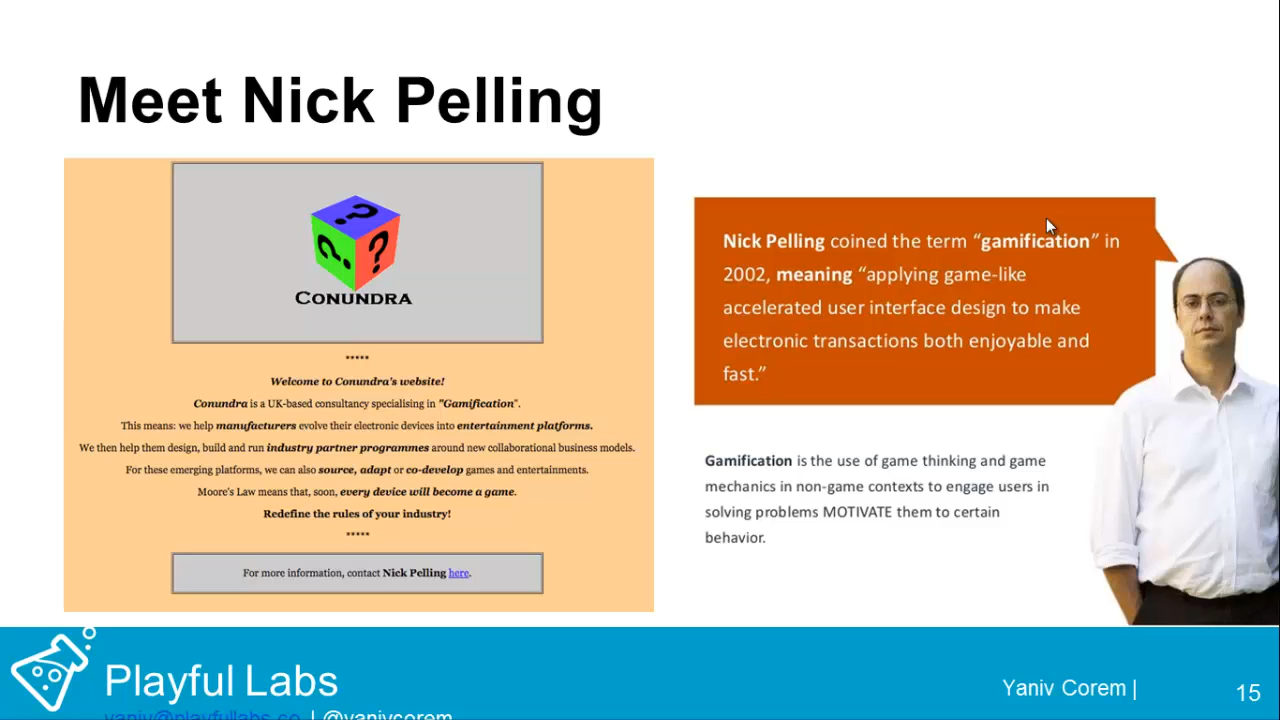 Meet Nick Pelling
CONUNDRA
*****
Welcome to Conundra's website!
Conundra is a UK-based consultancy specialising in "Gamification".
This means: we help manufacturers evolve their electronic devices into entertainment platforms.
We then help them design, build and run industry partner programmes around new collaborational business models.
For these emerging platforms, we can also source, adapt or co-develop games and entertainments.
Moore's Law means that, soon, every device will become a game.
Redefine the rules of your industry!
*****
For more information, contact Nick Pelling here.
Nick Pelling coined the term “gamification” in
2002, meaning “applying game-like
accelerated user interface design to make
electronic transactions both enjoyable and
fast.”
Gamification is the use of game thinking and game
mechanics in non-game contexts to engage users in
solving problems MOTIVATE them to certain
behavior.
Playful Labs
yaniv@playfullabs.co | @yanivcorem
Yaniv Corem |
15